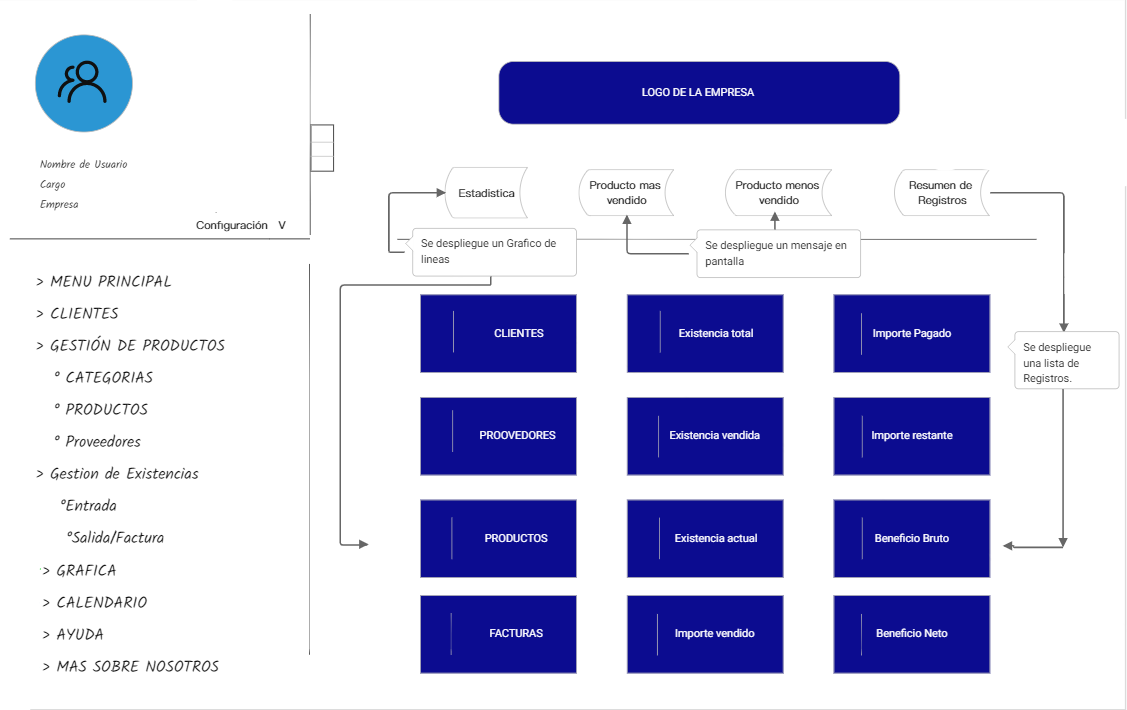 Nombre de Usuario
Cargo
Empresa
Configuración V
> MENU PRINCIPAL
> CLIENTES
> GESTIÓN DE PRODUCTOS
° CATEGORIAS
° PRODUCTOS
° Proveedores
> Gestion de Existencias
°Entrada
°Salida/Factura
> GRAFICA
> CALENDARIO
> AYUDA
> MAS SOBRE NOSOTROS
LOGO DE LA EMPRESA
Estadistica
Producto mas
vendido
Producto menos
vendido
Resumen de
Registros
Se despliegue un Grafico de
lineas
Se despliegue un mensaje en
pantalla
CLIENTES
Existencia total
Importe Pagado
Se despliegue
una lista de
Registros.
PROOVEDORES
Existencia vendida
Importe restante
PRODUCTOS
Existencia actual
Beneficio Bruto
FACTURAS
Importe vendido
Beneficio Neto